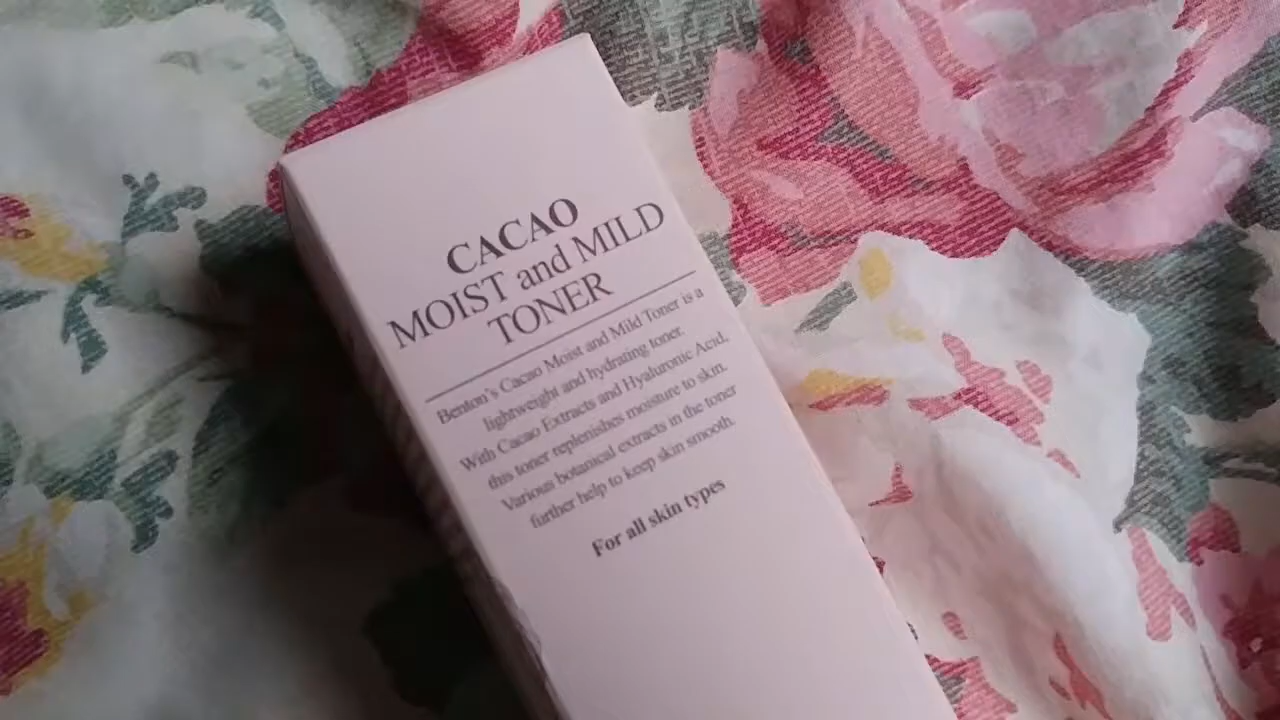 CACAO
MOIST and MILD
TONER
Benton's Cacao Moist and Mild Toner is a
lightweight and hydrating toner.
With Cacao Extracts and Hyaluronic Acid,
this toner replenishes moisture to skin.
Various botanical extracts in the toner
further help to keep skin smooth.
For all skin types